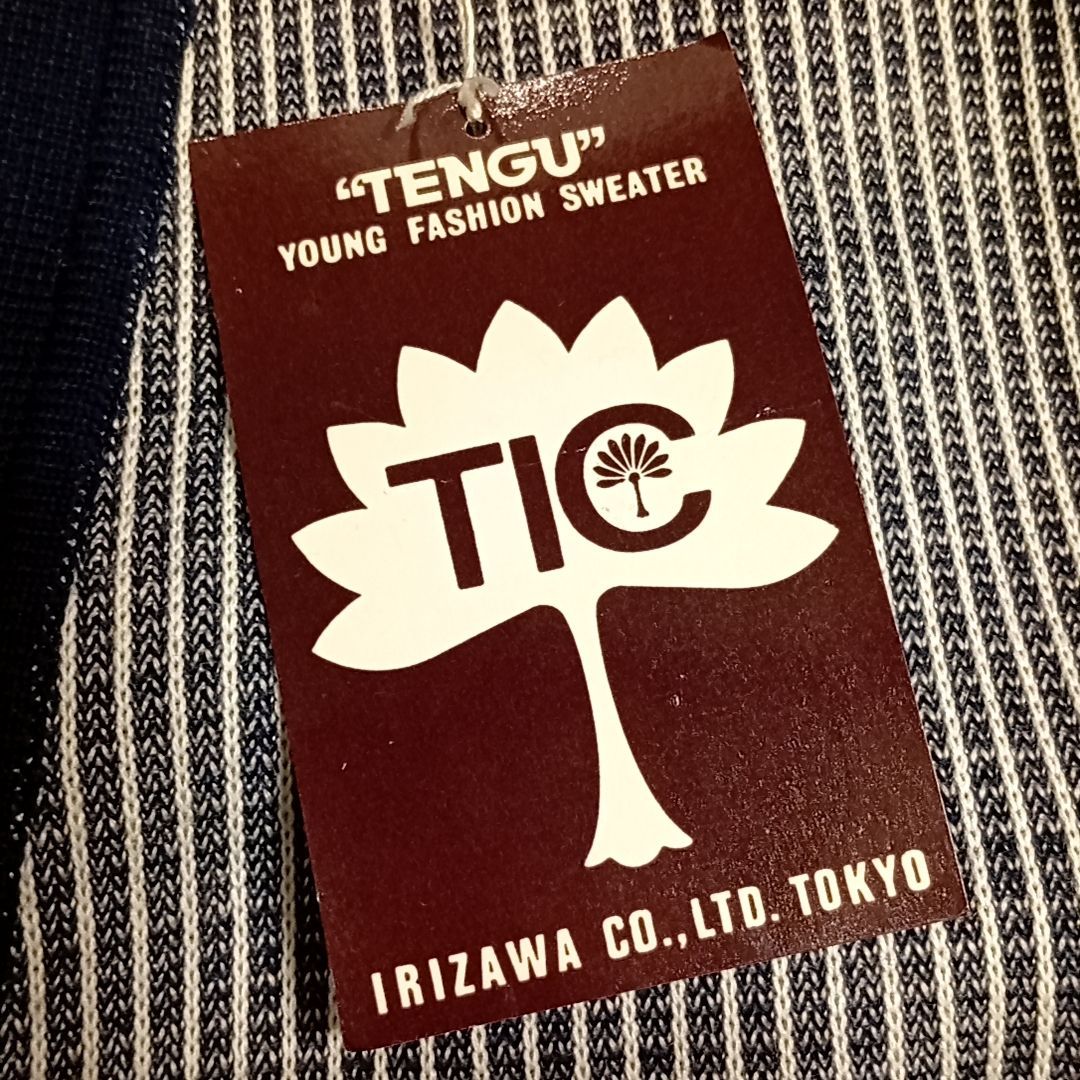 “TENGU”
YOUNG FASHION SWEATER
TIC
IRIZAWA CO., LTD. TOKYO